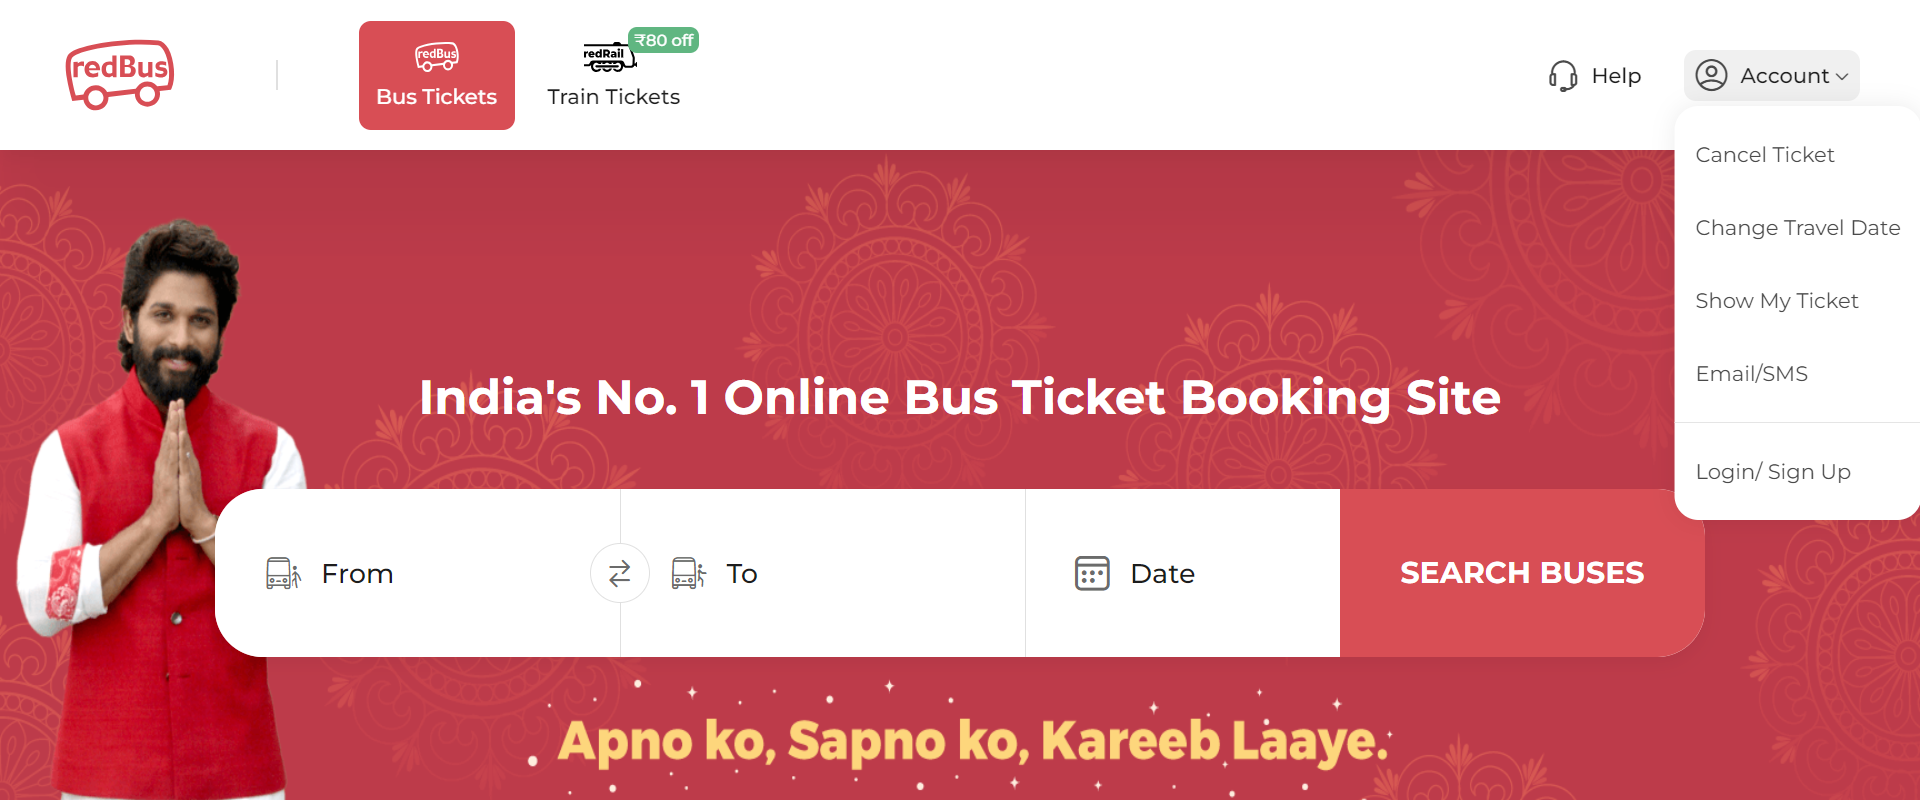 redBus
redBus
Bus Tickets
redRail
₹80 off
Train Tickets
Help
Account
Cancel Ticket
Change Travel Date
Show My Ticket
Email/SMS
Login/ Sign Up
India's No. 1 Online Bus Ticket Booking Site
From
To
Date
SEARCH BUSES
Apno ko, Sapno ko, Kareeb Laaye.